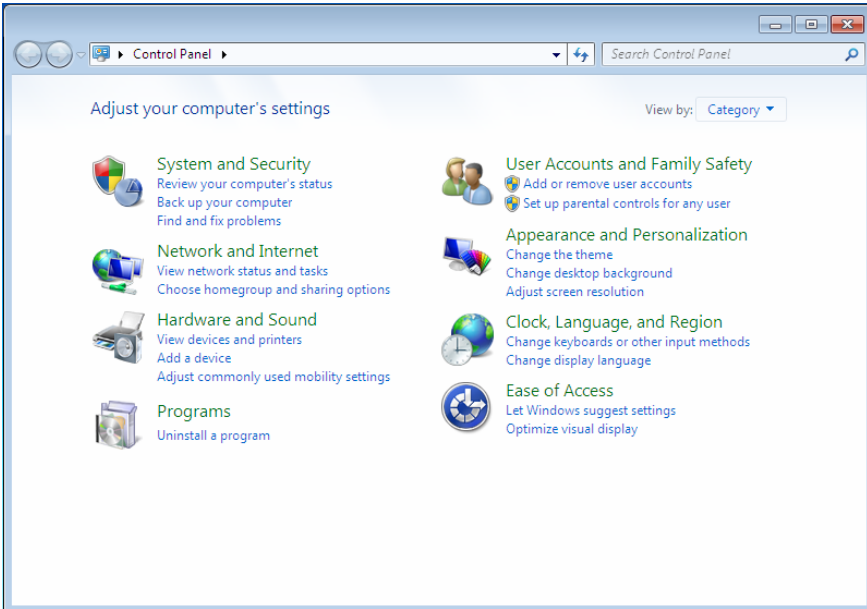 Control Panel
Search Control Panel
Adjust your computer's settings
View by: Category
System and Security
Review your computer's status
Back up your computer
Find and fix problems
Network and Internet
View network status and tasks
Choose homegroup and sharing options
Hardware and Sound
View devices and printers
Add a device
Adjust commonly used mobility settings
Programs
Uninstall a program
User Accounts and Family Safety
Add or remove user accounts
Set up parental controls for any user
Appearance and Personalization
Change the theme
Change desktop background
Adjust screen resolution
Clock, Language, and Region
Change keyboards or other input methods
Change display language
Ease of Access
Let Windows suggest settings
Optimize visual display